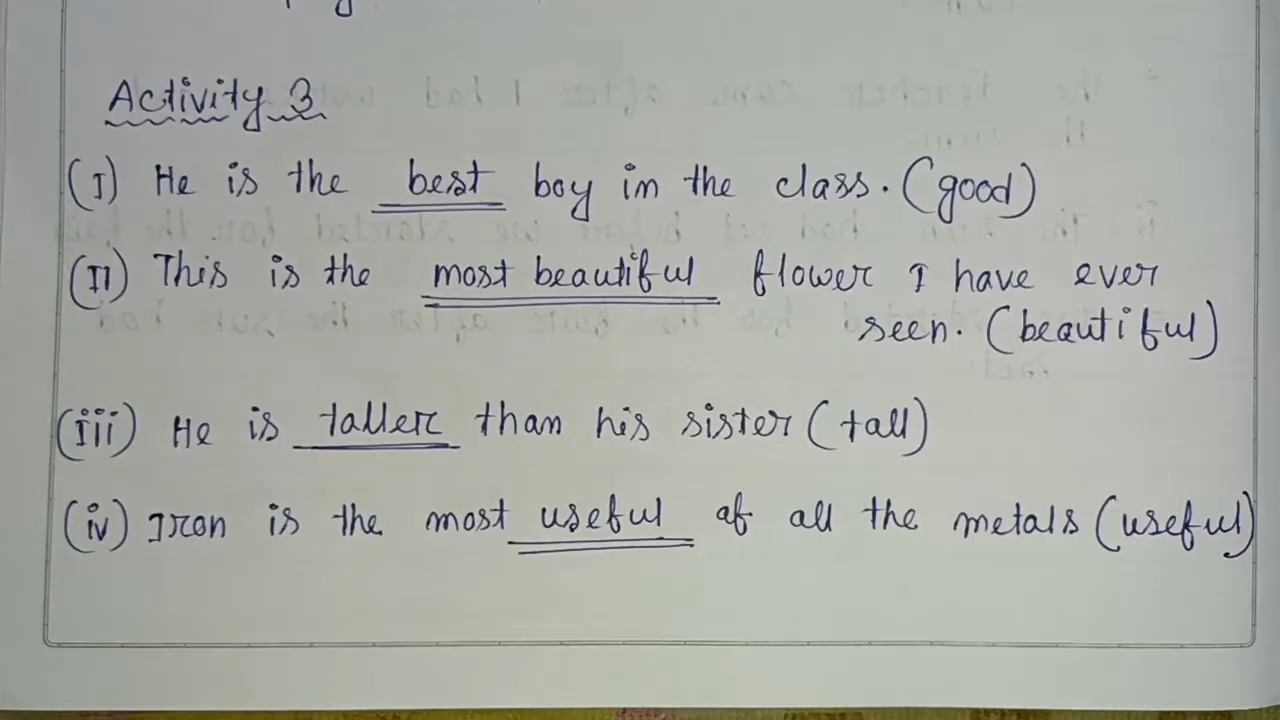 Activity 3
(I) He is the best boy in the class. (good)
(II) This is the most beautiful flower I have ever
seen. (beautiful)
(iii) He is taller than his sister (tall)
(iv) Iron is the most useful of all the metals (useful)